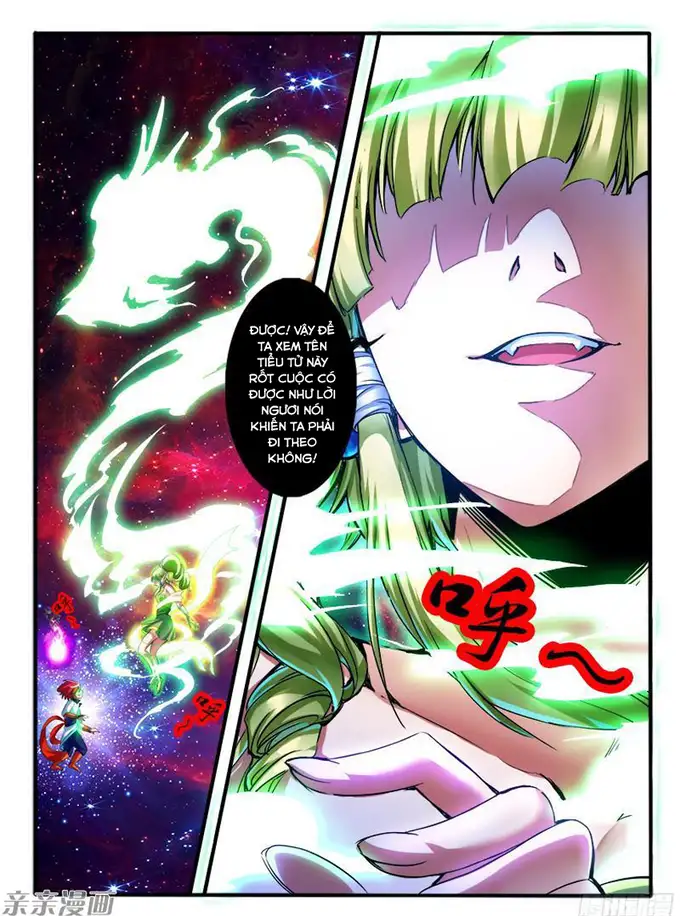 ĐƯỢC! VẬY ĐỂ
TA XEM TÊN
TIỂU TỬ NÀY
RỐT CUỘC CÓ
ĐƯỢC NHƯ LỜI
NGƯƠI NÓI
KHIẾN TA PHẢI
ĐI THEO
KHÔNG!
呼~
呼~
呼~
亲亲漫画